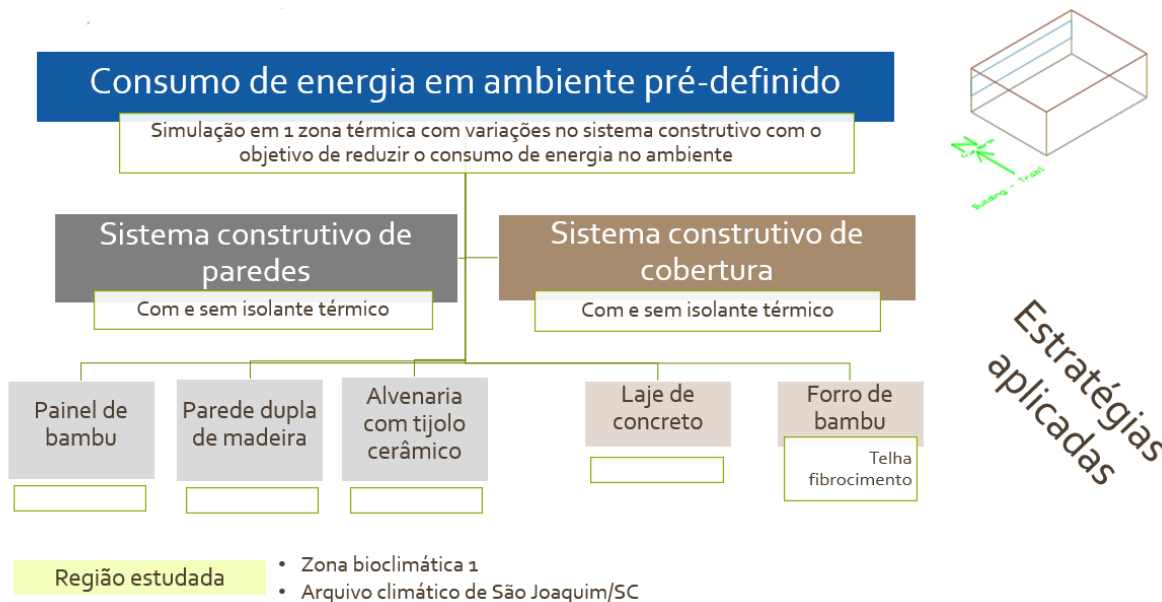 Consumo de energia em ambiente pré-definido
Simulação em 1 zona térmica com variações no sistema construtivo com o
objetivo de reduzir o consumo de energia no ambiente
Sistema construtivo de
paredes
Com e sem isolante térmico
Sistema construtivo de
cobertura
Com e sem isolante térmico
Painel de
bambu
Parede dupla
de madeira
Alvenaria
com tijolo
cerâmico
Laje de
concreto
Forro de
bambu
Telha
fibrocimento
Estratégias
aplicadas
Região estudada
• Zona bioclimática 1
• Arquivo climático de São Joaquim/SC
N